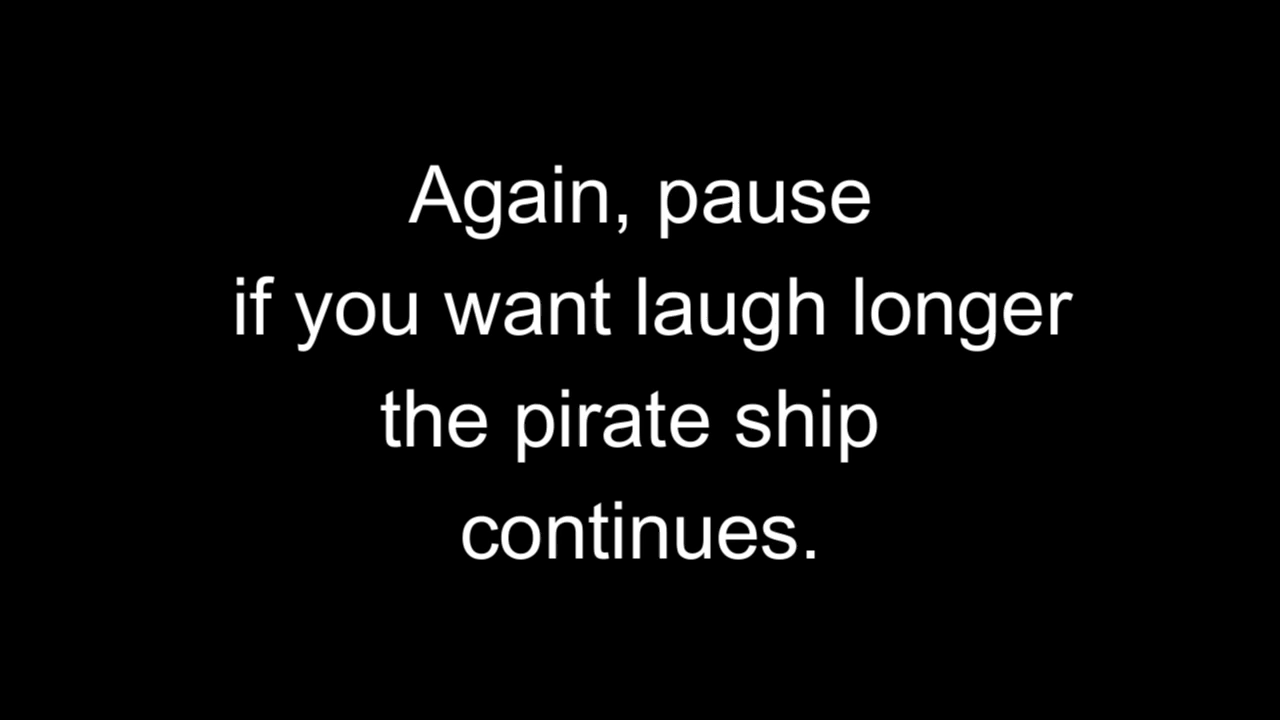 Again, pause
if you want laugh longer
the pirate ship
continues.